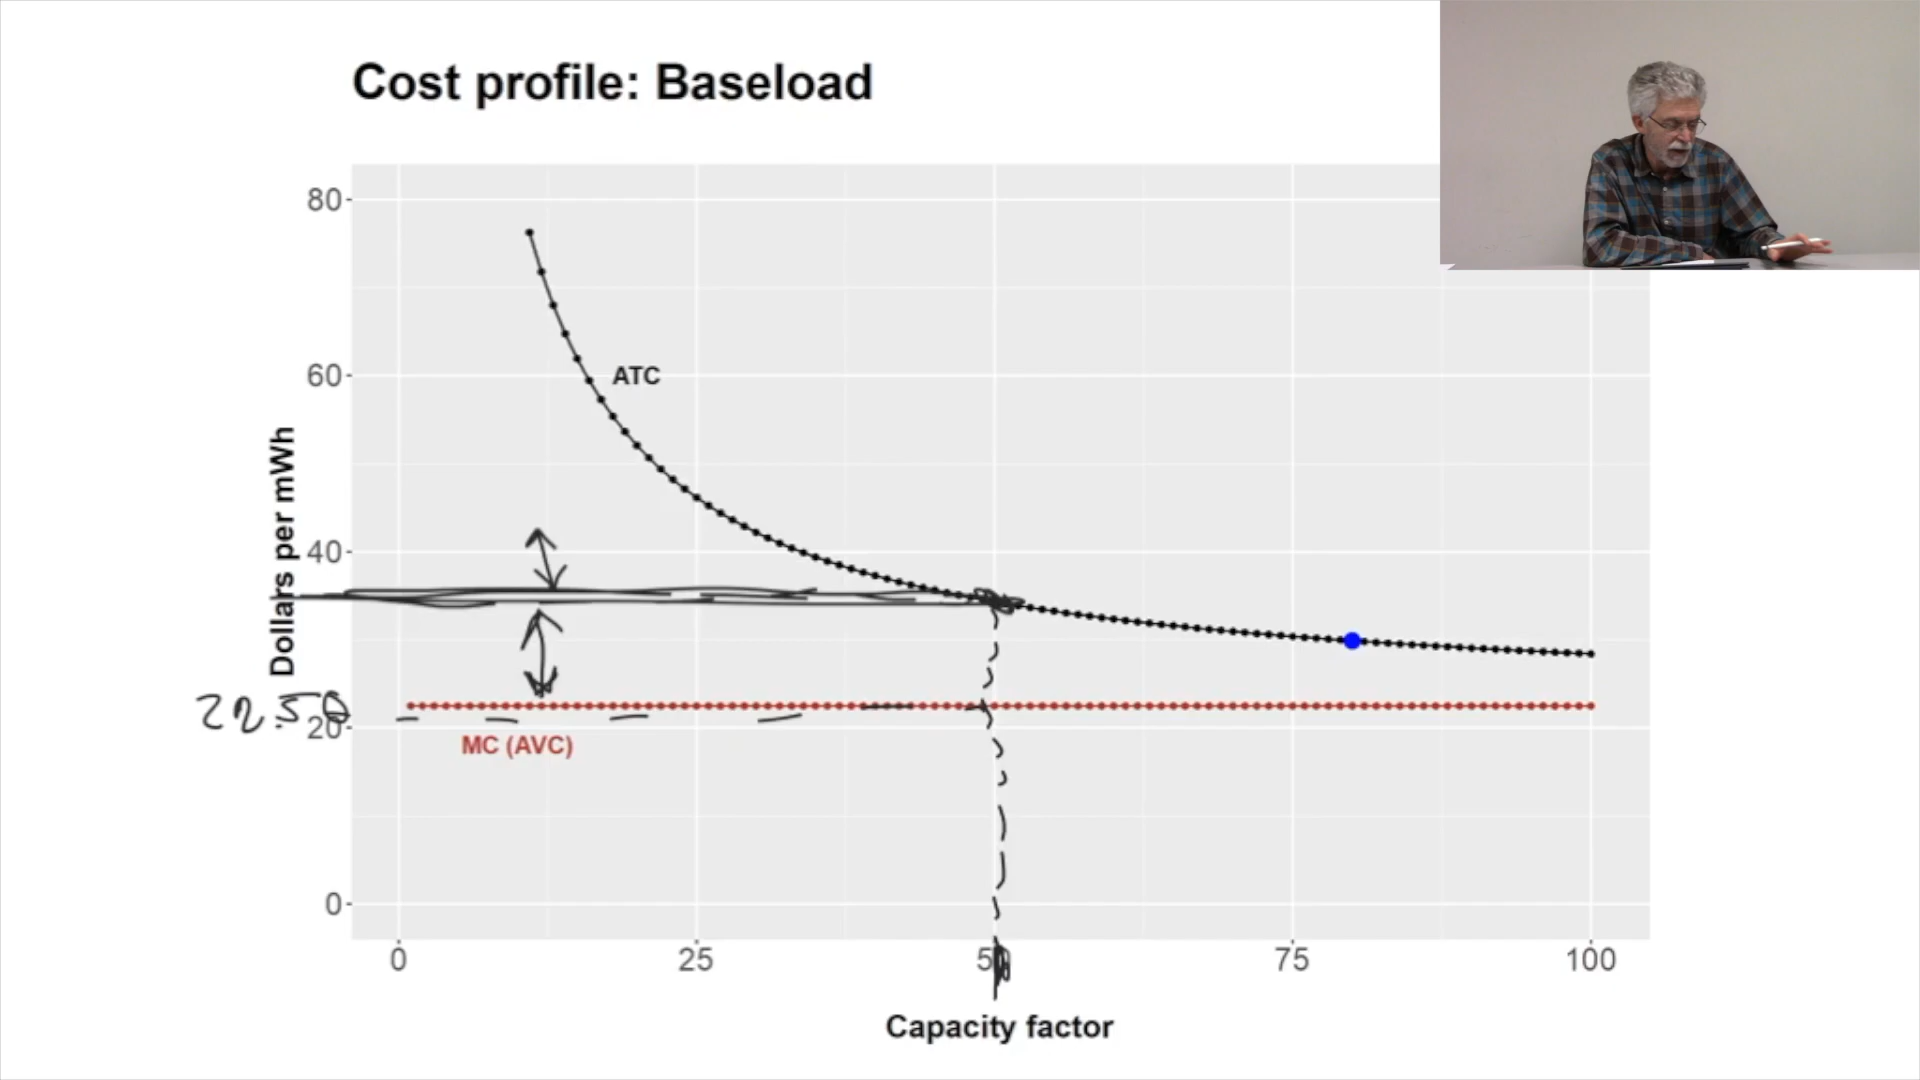 Cost profile: Baseload
Dollars per mWh
80
60
40
20
0
ATC
22.50
MC (AVC)
0 25 50 75 100
Capacity factor